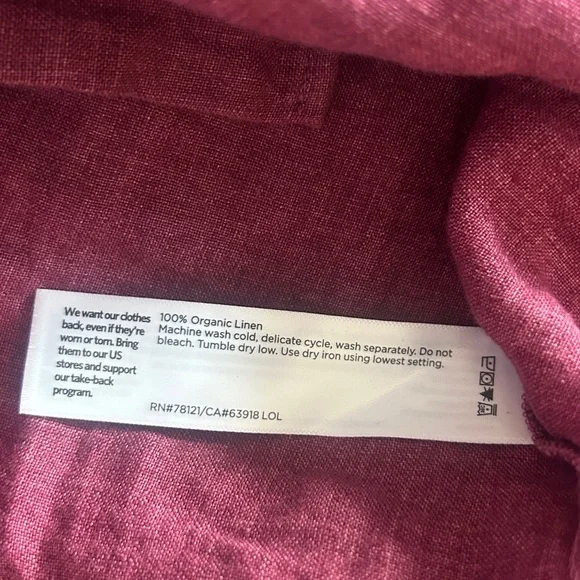 We want our clothes
back, even if they're
worn or torn. Bring
them to our US
stores and support
our take-back
program.
100% Organic Linen
Machine wash cold, delicate cycle, wash separately. Do not
bleach. Tumble dry low. Use dry iron using lowest setting.
RN#78121/CA#63918 LOL